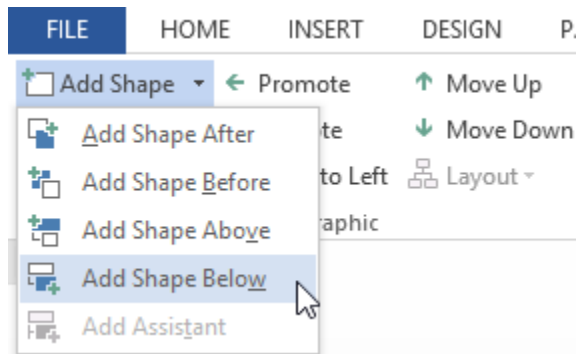 FILE HOME INSERT DESIGN
Add Shape Promote Move Up
Add Shape After Move Down
Add Shape Before to Left Layout
Add Shape Above
Add Shape Below
Add Assistant